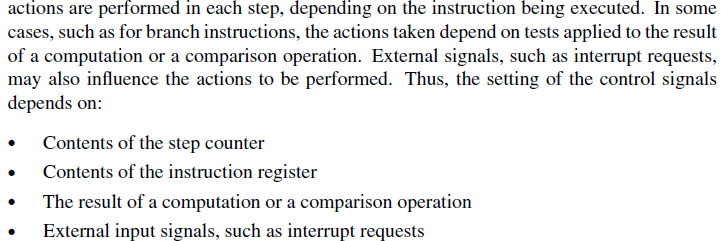 actions are performed in each step, depending on the instruction being executed. In some
cases, such as for branch instructions, the actions taken depend on tests applied to the result
of a computation or a comparison operation. External signals, such as interrupt requests,
may also influence the actions to be performed. Thus, the setting of the control signals
depends on:
• Contents of the step counter
• Contents of the instruction register
• The result of a computation or a comparison operation
• External input signals, such as interrupt requests